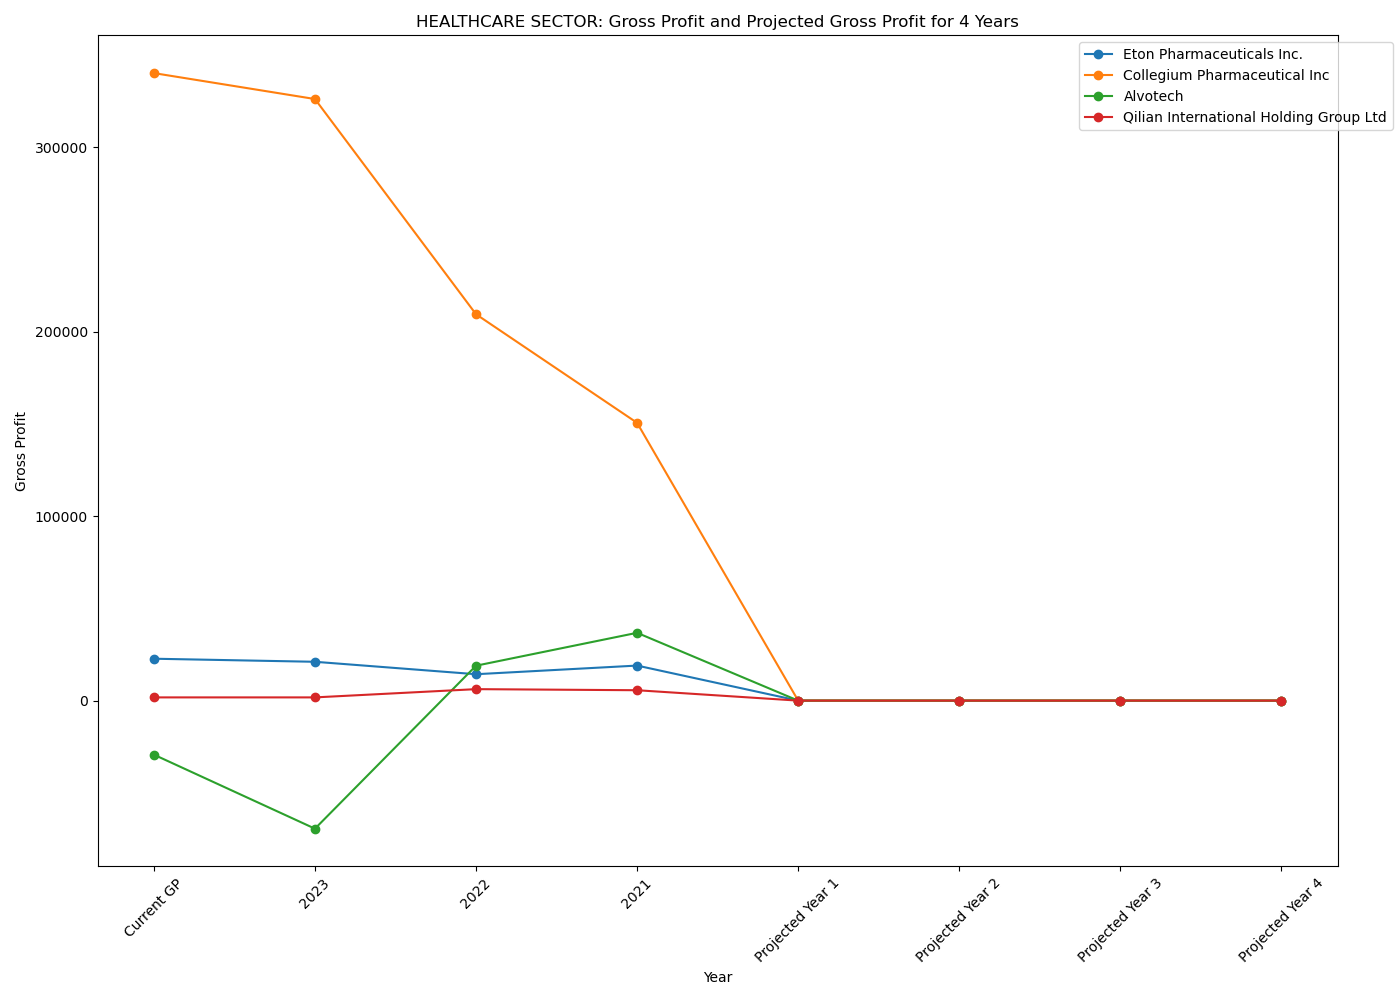 HEALTHCARE SECTOR: Gross Profit and Projected Gross Profit for 4 Years
Eton Pharmaceuticals Inc.
Collegium Pharmaceutical Inc
Alvotech
Qilian International Holding Group Ltd
Gross Profit
300000
200000
100000
0
Current GP
2023
2022
2021
Projected Year 1
Projected Year 2
Projected Year 3
Projected Year 4
Year